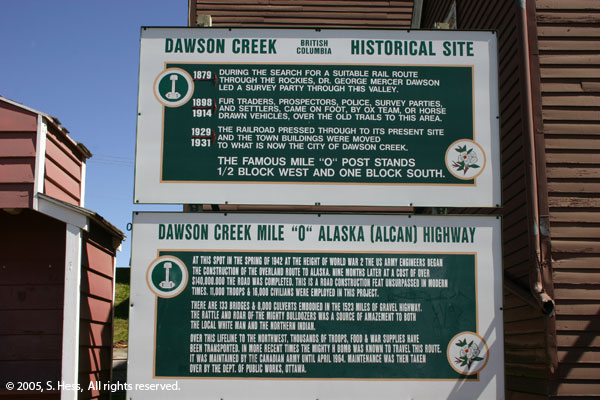 DAWSON CREEK BRITISH COLUMBIA HISTORICAL SITE
1879 DURING THE SEARCH FOR A SUITABLE RAIL ROUTE
THROUGH THE ROCKIES, DR. GEORGE MERCER DAWSON
LED A SURVEY PARTY THROUGH THIS VALLEY.
1898 FUR TRADERS, PROSPECTORS, POLICE, SURVEY PARTIES,
AND SETTLERS, CAME ON FOOT, BY OX TEAM, OR HORSE
1914 DRAWN VEHICLES, OVER THE OLD TRAILS TO THIS AREA.
1929 THE RAILROAD PRESSED THROUGH TO ITS PRESENT SITE
AND THE TOWN BUILDINGS WERE MOVED
1931 TO WHAT IS NOW THE CITY OF DAWSON CREEK.
THE FAMOUS MILE "O" POST STANDS
1/2 BLOCK WEST AND ONE BLOCK SOUTH.
DAWSON CREEK MILE "O" ALASKA (ALCAN) HIGHWAY
AT THIS SPOT IN THE SPRING OF 1942 AT THE HEIGHT OF WORLD WAR 2 THE US ARMY ENGINEERS BEGAN
THE CONSTRUCTION OF THE OVERLAND ROUTE TO ALASKA. NINE MONTHS LATER AT A COST OF OVER
$140,000,000 THE ROAD WAS COMPLETED. THIS IS A ROAD CONSTRUCTION FEAT UNSURPASSED IN MODERN
TIMES. 11,000 TROOPS & 16,000 CIVILIANS WERE EMPLOYED IN THIS PROJECT.
THERE ARE 133 BRIDGES & 8,000 CULVERTS EMBODIED IN THE 1523 MILES OF GRAVEL HIGHWAY.
THE RATTLE AND ROAR OF THE MIGHTY BULLDOZERS WAS A SOURCE OF AMAZEMENT TO BOTH
THE LOCAL WHITE MAN AND THE NORTHERN INDIAN.
OVER THIS LIFELINE TO THE NORTHWEST, THOUSANDS OF TROOPS, FOOD & WAR SUPPLIES HAVE
BEEN TRANSPORTED. IN MORE RECENT TIMES THE MIGHTY H BOMB WAS KNOWN TO TRAVEL THIS ROUTE.
IT WAS MAINTAINED BY THE CANADIAN ARMY UNTIL APRIL 1964. MAINTENANCE WAS THEN TAKEN
OVER BY THE DEPT. OF PUBLIC WORKS, OTTAWA.
© 2005, S. Hess, All rights reserved.